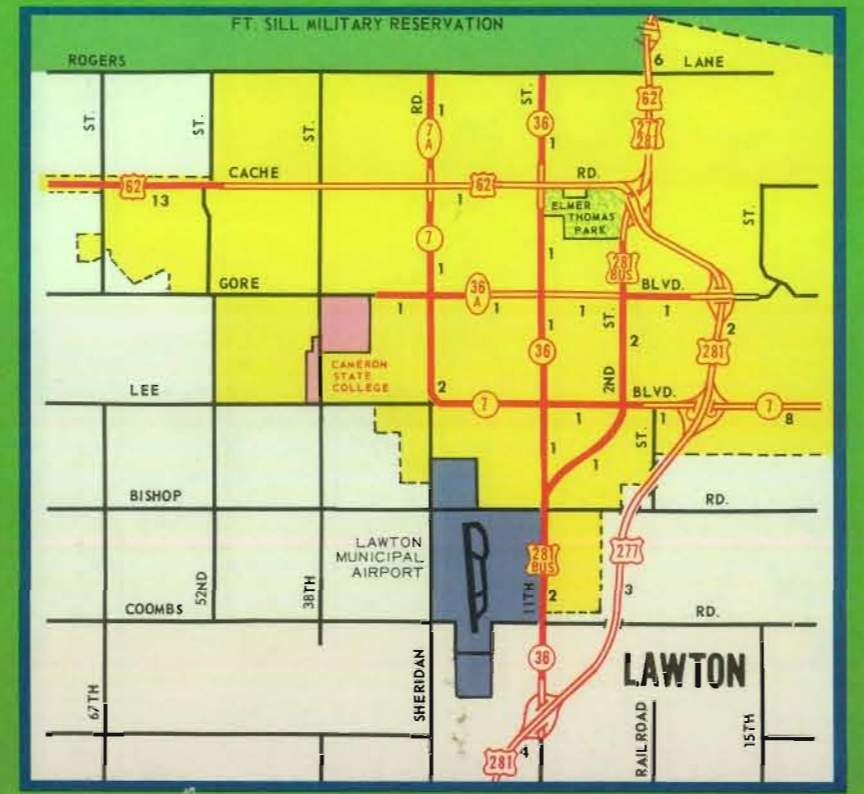 FT. SILL MILITARY RESERVATION
ROGERS
6
LANE
62
277
281
ST.
ST.
ST.
RD.
1
7
A
ST.
36
1
62
13
CACHE
1
62
RD.
ELMER
THOMAS
PARK
ST.
7
1
1
281
BUS
GORE
1
36
A
1
1
BLVD.
1
ST.
1
36
2
2
281
CAMERON
STATE
COLLEGE
LEE
2
7
2ND
BLVD.
1
ST.
1
7
8
1
1
BISHOP
RD.
LAWTON
MUNICIPAL
AIRPORT
281
BUS
277
52ND
38TH
11TH
2
3
COOMBS
RD.
36
LAWTON
67TH
SHERIDAN
RAILROAD
15TH
281
4